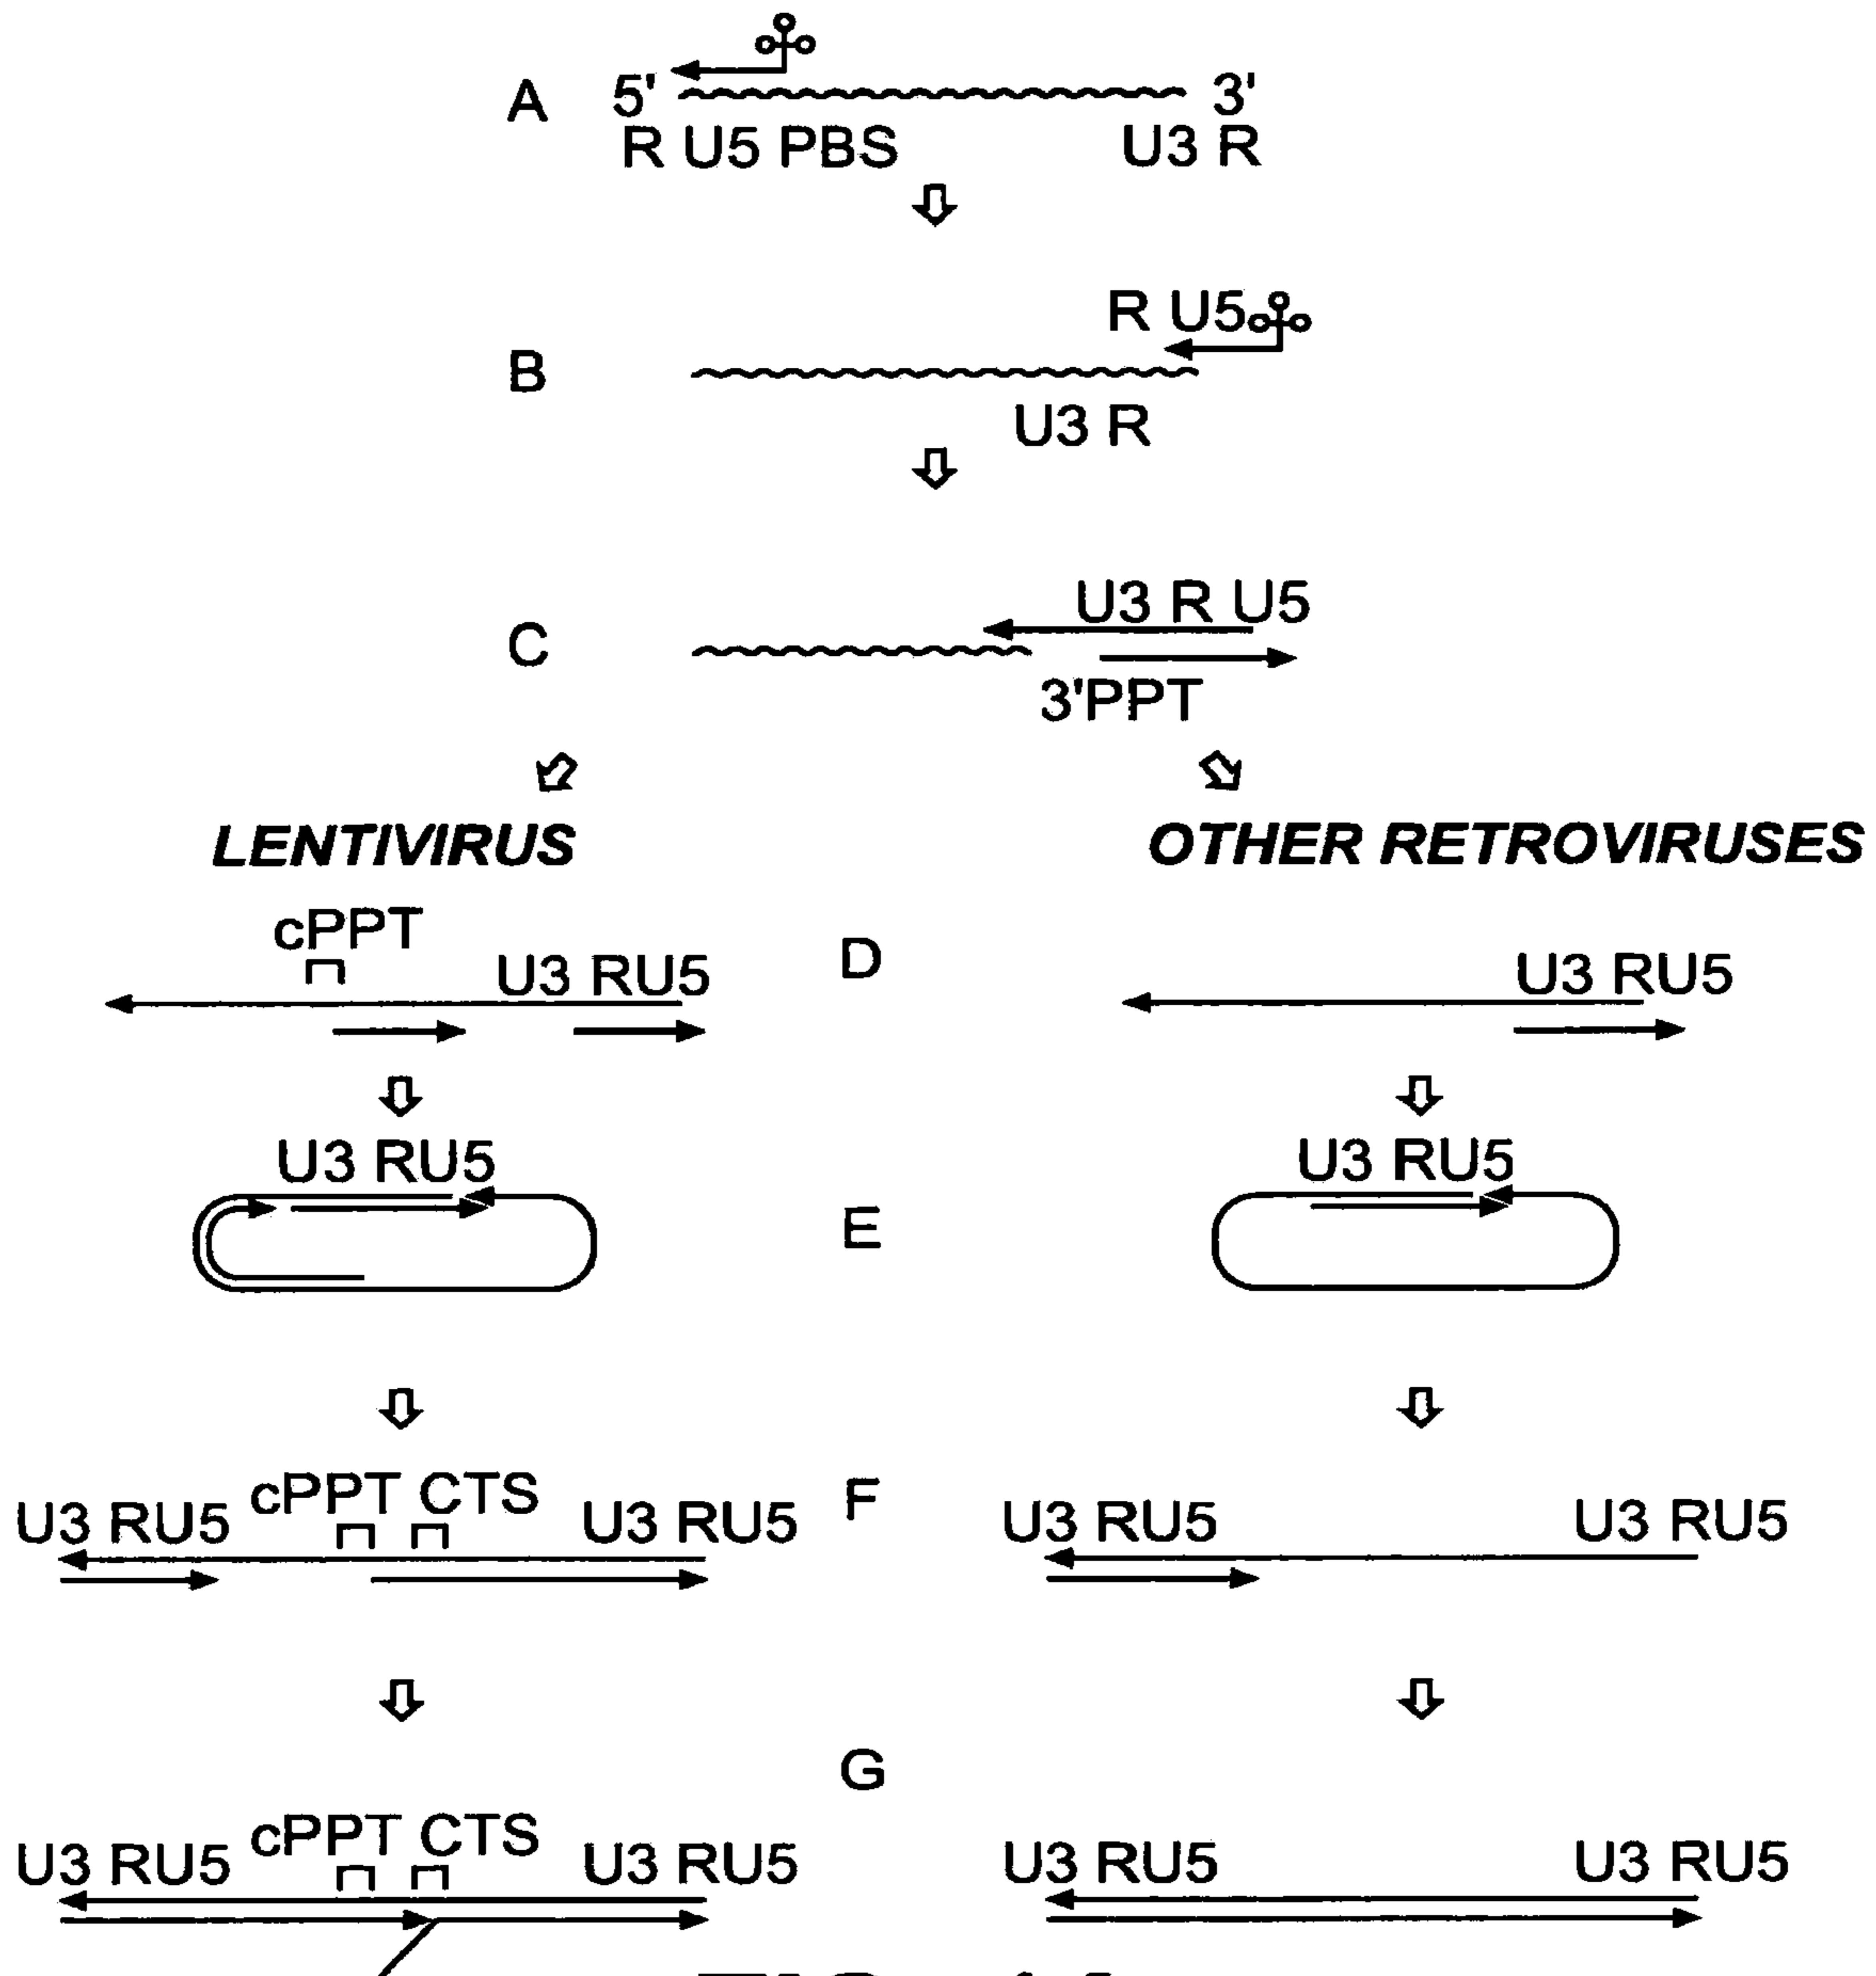 A 5' 3'
R U5 PBS U3 R
R U5
B
U3 R
U3 R U5
C
3'PPT
LENTIVIRUS OTHER RETROVIRUSES
cPPT
D
U3 RU5 U3 RU5
U3 RU5 U3 RU5
E
cPPT CTS F
U3 RU5 U3 RU5 U3 RU5 U3 RU5
G
cPPT CTS
U3 RU5 U3 RU5 U3 RU5 U3 RU5